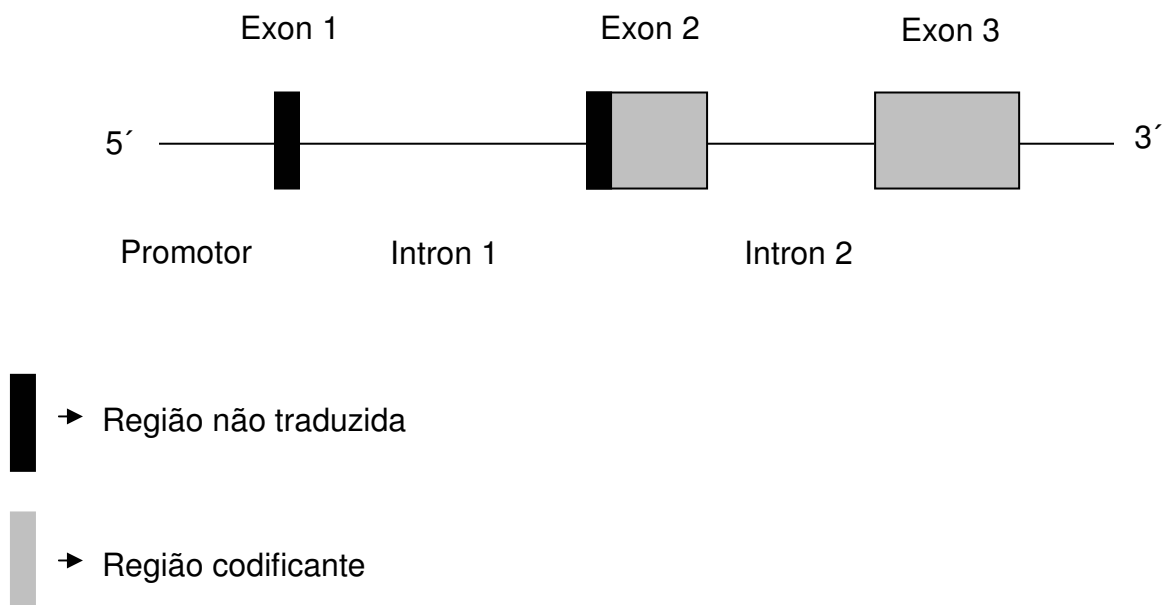 Exon 1 Exon 2 Exon 3
5´ 3´
Promotor Intron 1 Intron 2
Região não traduzida
Região codificante